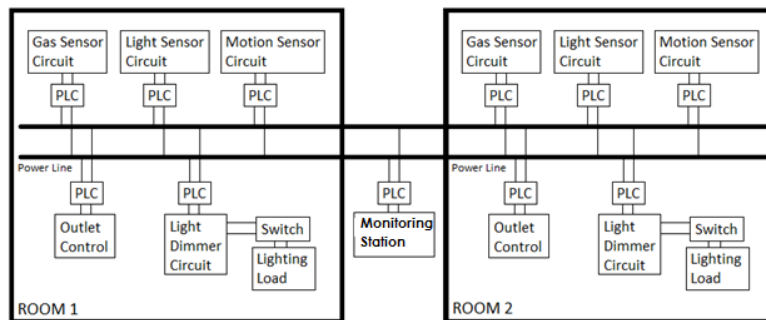 Gas Sensor
Circuit
Light Sensor
Circuit
Motion Sensor
Circuit
Gas Sensor
Circuit
Light Sensor
Circuit
Motion Sensor
Circuit
PLC
PLC
PLC
PLC
PLC
PLC
Power Line
Power Line
PLC
PLC
PLC
PLC
PLC
Outlet
Control
Light
Dimmer
Circuit
Switch
Lighting
Load
Monitoring
Station
Outlet
Control
Light
Dimmer
Circuit
Switch
Lighting
Load
ROOM 1
ROOM 2